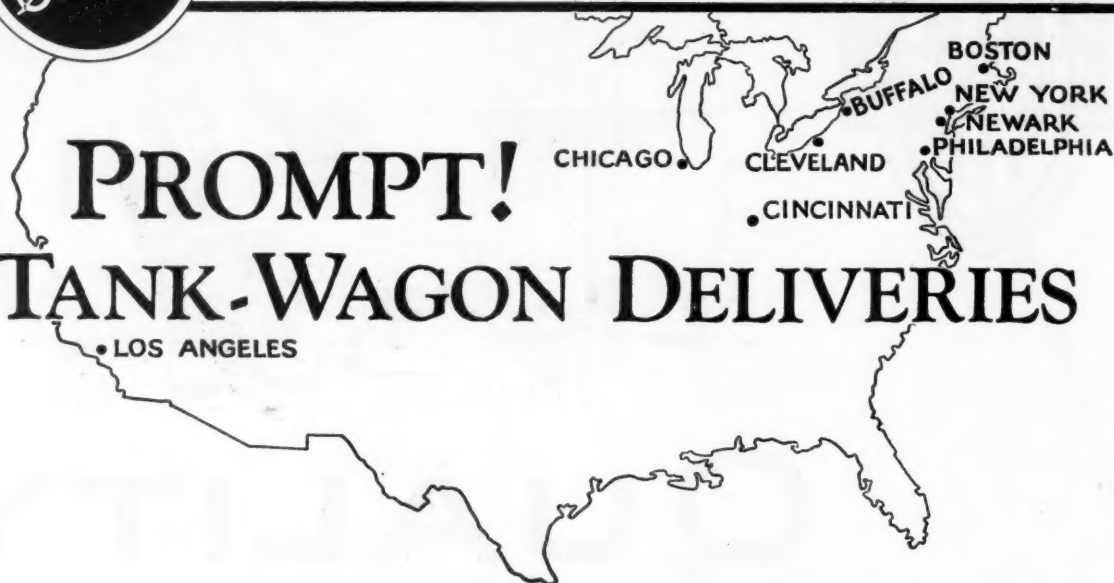 BOSTON
BUFFALO
NEW YORK
NEWARK
PHILADELPHIA
CHICAGO
CLEVELAND
CINCINNATI
PROMPT!
TANK-WAGON DELIVERIES
LOS ANGELES